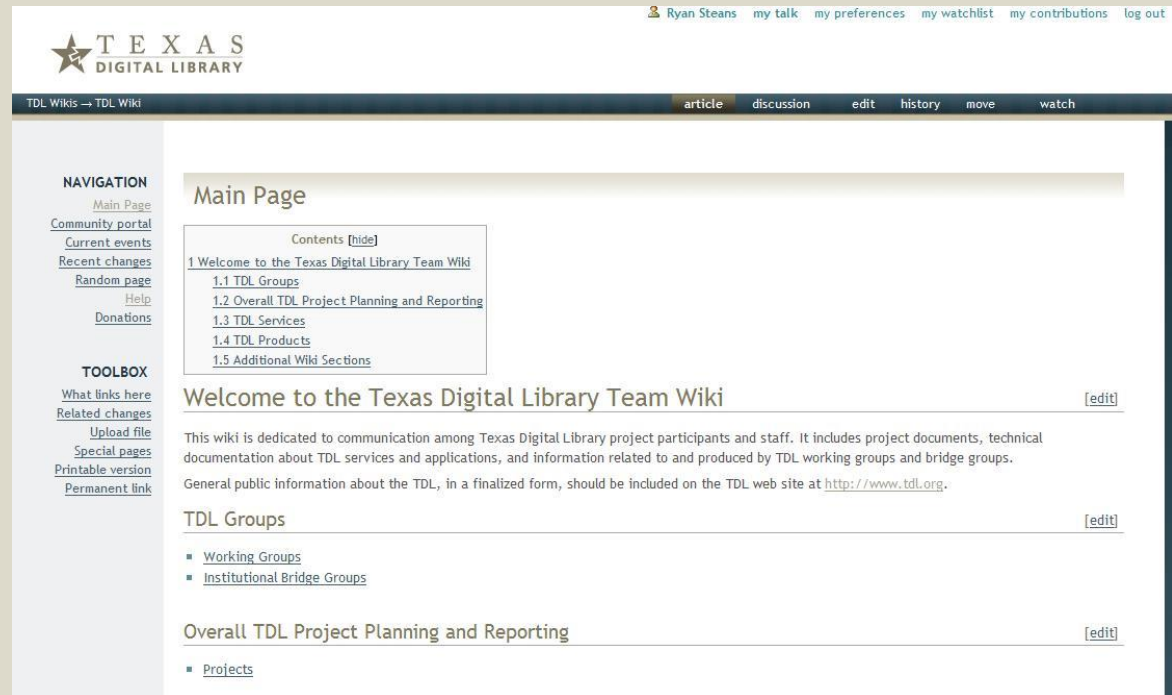 Ryan Steans my talk my preferences my watchlist my contributions log out
TEXAS
DIGITAL LIBRARY
TDL Wikis → TDL Wiki
article discussion edit history move watch
NAVIGATION
Main Page
Community portal
Current events
Recent changes
Random page
Help
Donations
TOOLBOX
What links here
Related changes
Upload file
Special pages
Printable version
Permanent link
Main Page
Contents [hide]
1 Welcome to the Texas Digital Library Team Wiki
1.1 TDL Groups
1.2 Overall TDL Project Planning and Reporting
1.3 TDL Services
1.4 TDL Products
1.5 Additional Wiki Sections
Welcome to the Texas Digital Library Team Wiki [edit]
This wiki is dedicated to communication among Texas Digital Library project participants and staff. It includes project documents, technical
documentation about TDL services and applications, and information related to and produced by TDL working groups and bridge groups.
General public information about the TDL, in a finalized form, should be included on the TDL web site at http://www.tdl.org.
TDL Groups [edit]
Working Groups
Institutional Bridge Groups
Overall TDL Project Planning and Reporting [edit]
Projects